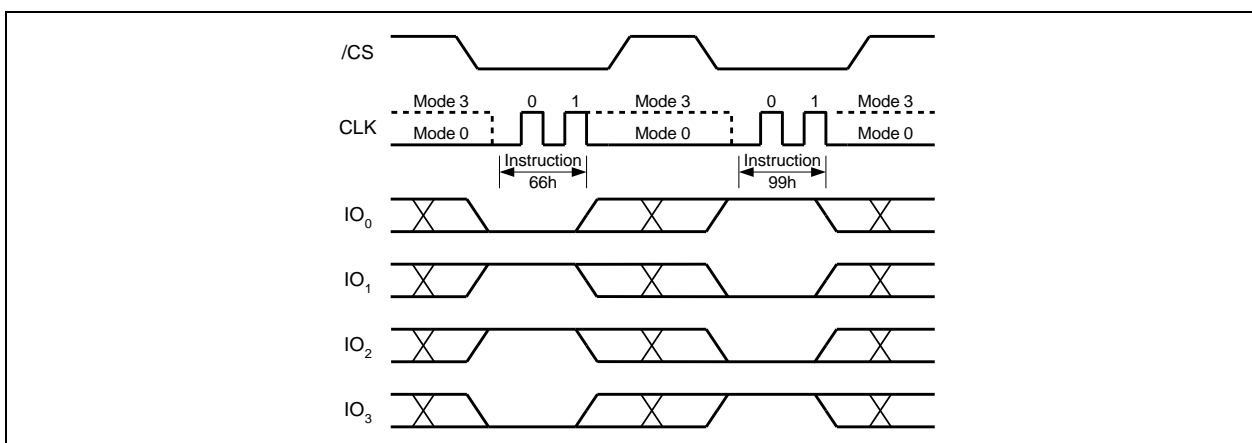 /CS
Mode 3 0 1 Mode 3 0 1 Mode 3
CLK
Mode 0 Mode 0 Mode 0
Instruction Instruction
66h 99h
IO0
IO1
IO2
IO3